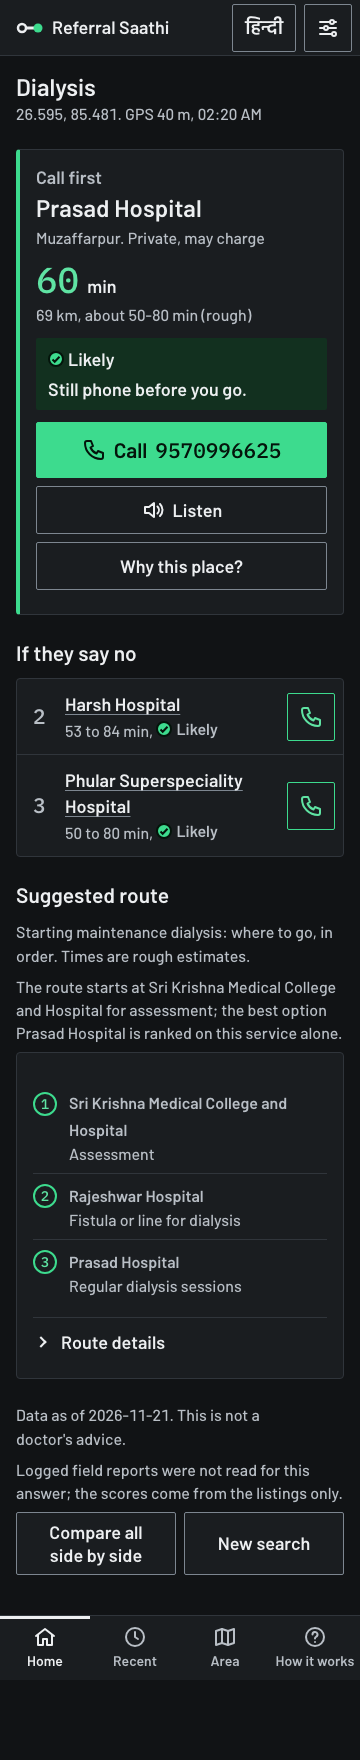 Referral Saathi
हिन्दी
Dialysis
26.595, 85.481. GPS 40 m, 02:20 AM
Call first
Prasad Hospital
Muzaffarpur. Private, may charge
60 min
69 km, about 50-80 min (rough)
Likely
Still phone before you go.
Call 9570996625
Listen
Why this place?
If they say no
2
Harsh Hospital
53 to 84 min, Likely
3
Phular Superspeciality
Hospital
50 to 80 min, Likely
Suggested route
Starting maintenance dialysis: where to go, in
order. Times are rough estimates.
The route starts at Sri Krishna Medical College
and Hospital for assessment; the best option
Prasad Hospital is ranked on this service alone.
1 Sri Krishna Medical College and
Hospital
Assessment
2 Rajeshwar Hospital
Fistula or line for dialysis
3 Prasad Hospital
Regular dialysis sessions
Route details
Data as of 2026-11-21. This is not a
doctor's advice.
Logged field reports were not read for this
answer; the scores come from the listings only.
Compare all
side by side
New search
Home
Recent
Area
How it works